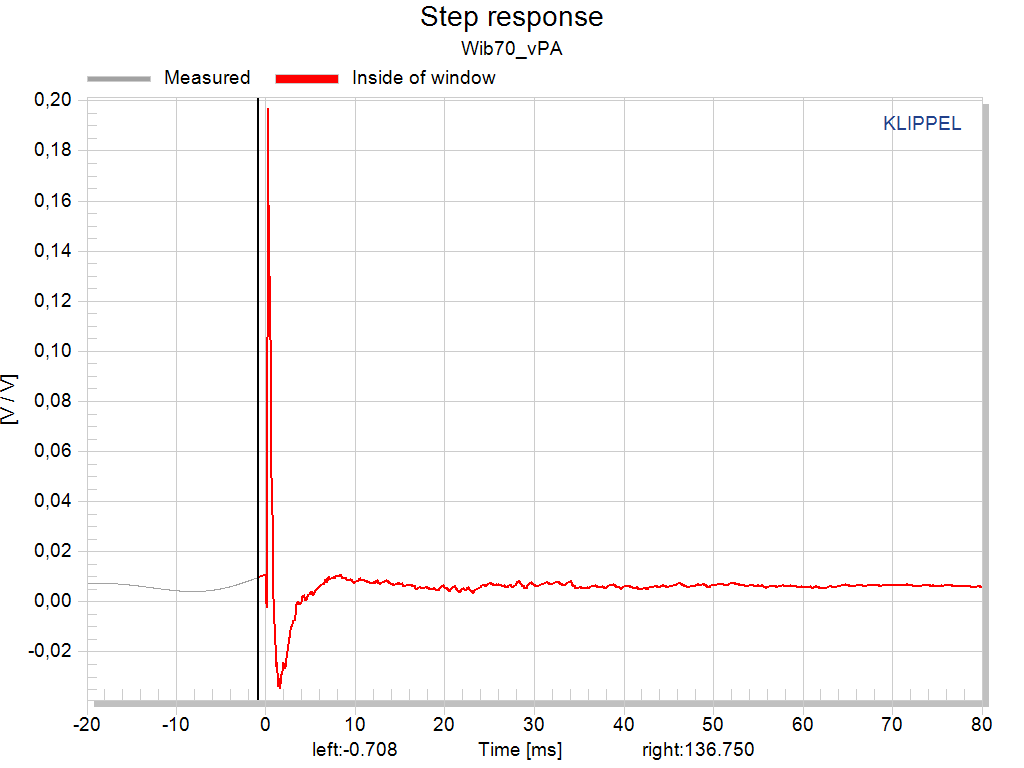 Step response
Wib70_vPA
Measured Inside of window
KLIPPEL
[V / V]
0,20
0,18
0,16
0,14
0,12
0,10
0,08
0,06
0,04
0,02
0,00
-0,02
-20 -10 0 10 20 30 40 50 60 70 80
left:-0.708 Time [ms] right:136.750